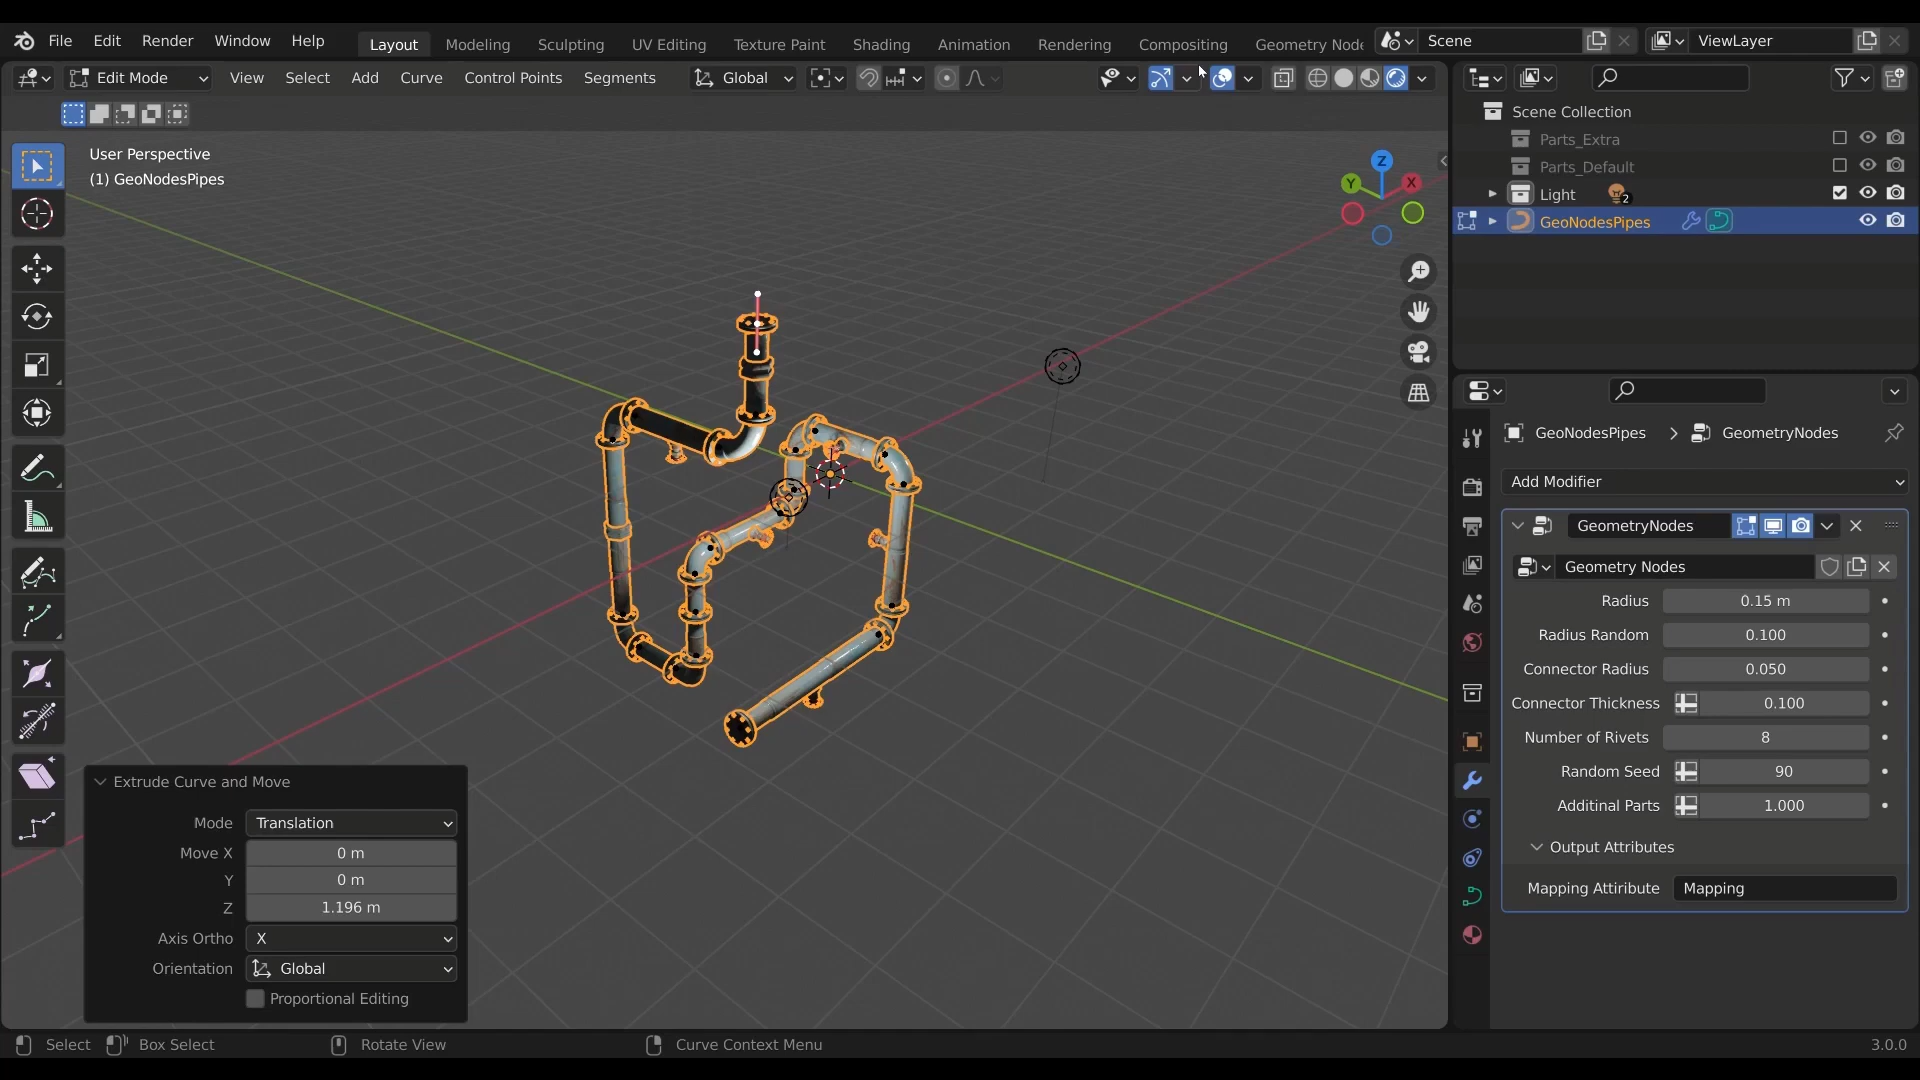 File Edit Render Window Help Layout Modeling Sculpting UV Editing Texture Paint Shading Animation Rendering Compositing Geometry Node Scene ViewLayer
Edit Mode View Select Add Curve Control Points Segments Global
User Perspective
(1) GeoNodesPipes
Z
Y
X
Scene Collection
Parts_Extra
Parts_Default
Light 2
GeoNodesPipes
GeoNodesPipes > GeometryNodes
Add Modifier
GeometryNodes
Geometry Nodes
Radius 0.15 m
Radius Random 0.100
Connector Radius 0.050
Connector Thickness 0.100
Number of Rivets 8
Random Seed 90
Additinal Parts 1.000
Output Attributes
Mapping Attribute Mapping
Extrude Curve and Move
Mode Translation
Move X 0 m
Y 0 m
Z 1.196 m
Axis Ortho X
Orientation Global
Proportional Editing
Select Box Select Rotate View Curve Context Menu 3.0.0